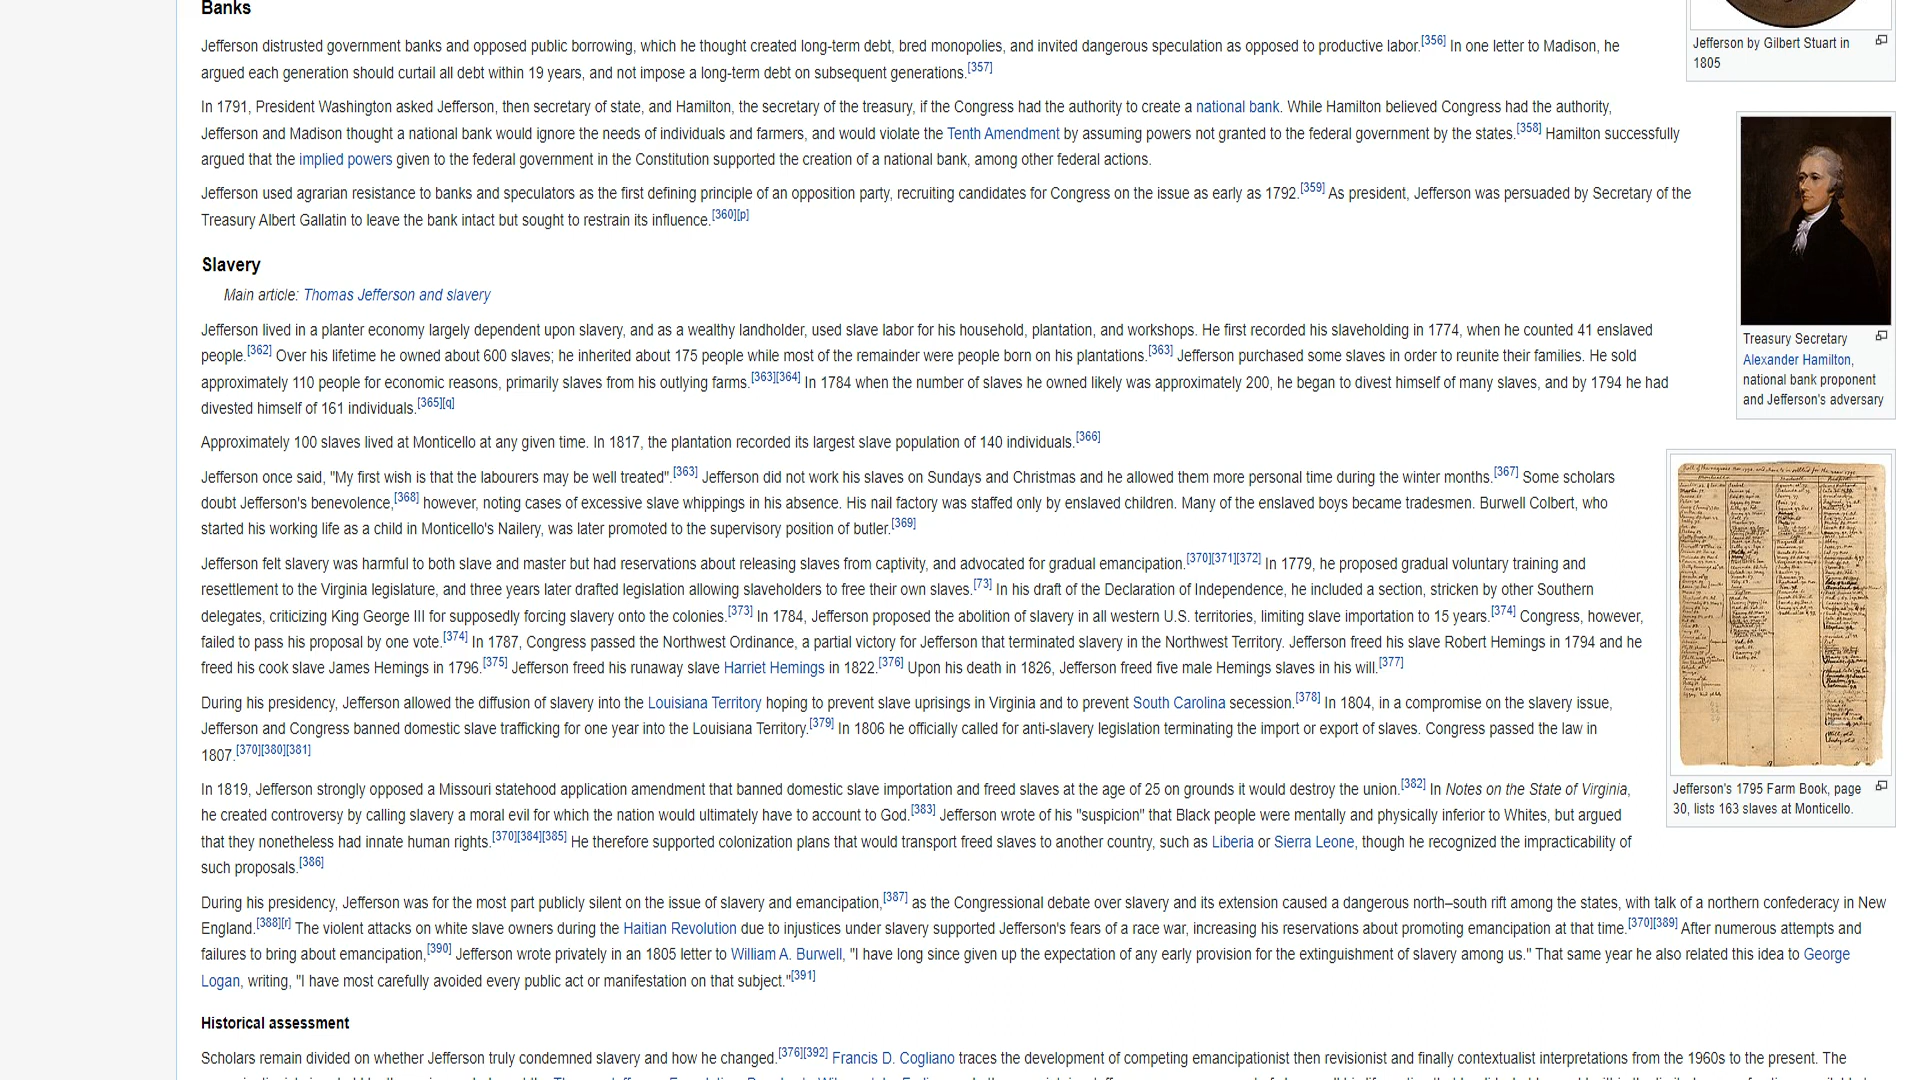 Banks
Jefferson distrusted government banks and opposed public borrowing, which he thought created long-term debt, bred monopolies, and invited dangerous speculation as opposed to productive labor.[356] In one letter to Madison, he
argued each generation should curtail all debt within 19 years, and not impose a long-term debt on subsequent generations.[357]
In 1791, President Washington asked Jefferson, then secretary of state, and Hamilton, the secretary of the treasury, if the Congress had the authority to create a national bank. While Hamilton believed Congress had the authority,
Jefferson and Madison thought a national bank would ignore the needs of individuals and farmers, and would violate the Tenth Amendment by assuming powers not granted to the federal government by the states.[358] Hamilton successfully
argued that the implied powers given to the federal government in the Constitution supported the creation of a national bank, among other federal actions.
Jefferson used agrarian resistance to banks and speculators as the first defining principle of an opposition party, recruiting candidates for Congress on the issue as early as 1792.[359] As president, Jefferson was persuaded by Secretary of the
Treasury Albert Gallatin to leave the bank intact but sought to restrain its influence.[360][p]
Slavery
Main article: Thomas Jefferson and slavery
Jefferson lived in a planter economy largely dependent upon slavery, and as a wealthy landholder, used slave labor for his household, plantation, and workshops. He first recorded his slaveholding in 1774, when he counted 41 enslaved
people.[362] Over his lifetime he owned about 600 slaves; he inherited about 175 people while most of the remainder were people born on his plantations.[363] Jefferson purchased some slaves in order to reunite their families. He sold
approximately 110 people for economic reasons, primarily slaves from his outlying farms.[363][364] In 1784 when the number of slaves he owned likely was approximately 200, he began to divest himself of many slaves, and by 1794 he had
divested himself of 161 individuals.[365][q]
Approximately 100 slaves lived at Monticello at any given time. In 1817, the plantation recorded its largest slave population of 140 individuals.[366]
Jefferson once said, "My first wish is that the labourers may be well treated".[363] Jefferson did not work his slaves on Sundays and Christmas and he allowed them more personal time during the winter months.[367] Some scholars
doubt Jefferson's benevolence,[368] however, noting cases of excessive slave whippings in his absence. His nail factory was staffed only by enslaved children. Many of the enslaved boys became tradesmen. Burwell Colbert, who
started his working life as a child in Monticello's Nailery, was later promoted to the supervisory position of butler.[369]
Jefferson felt slavery was harmful to both slave and master but had reservations about releasing slaves from captivity, and advocated for gradual emancipation.[370][371][372] In 1779, he proposed gradual voluntary training and
resettlement to the Virginia legislature, and three years later drafted legislation allowing slaveholders to free their own slaves.[73] In his draft of the Declaration of Independence, he included a section, stricken by other Southern
delegates, criticizing King George III for supposedly forcing slavery onto the colonies.[373] In 1784, Jefferson proposed the abolition of slavery in all western U.S. territories, limiting slave importation to 15 years.[374] Congress, however,
failed to pass his proposal by one vote.[374] In 1787, Congress passed the Northwest Ordinance, a partial victory for Jefferson that terminated slavery in the Northwest Territory. Jefferson freed his slave Robert Hemings in 1794 and he
freed his cook slave James Hemings in 1796.[375] Jefferson freed his runaway slave Harriet Hemings in 1822.[376] Upon his death in 1826, Jefferson freed five male Hemings slaves in his will.[377]
During his presidency, Jefferson allowed the diffusion of slavery into the Louisiana Territory hoping to prevent slave uprisings in Virginia and to prevent South Carolina secession.[378] In 1804, in a compromise on the slavery issue,
Jefferson and Congress banned domestic slave trafficking for one year into the Louisiana Territory.[379] In 1806 he officially called for anti-slavery legislation terminating the import or export of slaves. Congress passed the law in
1807.[370][380][381]
In 1819, Jefferson strongly opposed a Missouri statehood application amendment that banned domestic slave importation and freed slaves at the age of 25 on grounds it would destroy the union.[382] In Notes on the State of Virginia,
he created controversy by calling slavery a moral evil for which the nation would ultimately have to account to God.[383] Jefferson wrote of his "suspicion" that Black people were mentally and physically inferior to Whites, but argued
that they nonetheless had innate human rights.[370][384][385] He therefore supported colonization plans that would transport freed slaves to another country, such as Liberia or Sierra Leone, though he recognized the impracticability of
such proposals.[386]
During his presidency, Jefferson was for the most part publicly silent on the issue of slavery and emancipation,[387] as the Congressional debate over slavery and its extension caused a dangerous north–south rift among the states, with talk of a northern confederacy in New
England.[388][r] The violent attacks on white slave owners during the Haitian Revolution due to injustices under slavery supported Jefferson's fears of a race war, increasing his reservations about promoting emancipation at that time.[370][389] After numerous attempts and
failures to bring about emancipation,[390] Jefferson wrote privately in an 1805 letter to William A. Burwell, "I have long since given up the expectation of any early provision for the extinguishment of slavery among us." That same year he also related this idea to George
Logan, writing, "I have most carefully avoided every public act or manifestation on that subject."[391]
Historical assessment
Scholars remain divided on whether Jefferson truly condemned slavery and how he changed.[376][392] Francis D. Cogliano traces the development of competing emancipationist then revisionist and finally contextualist interpretations from the 1960s to the present. The
Jefferson by Gilbert Stuart in
1805
Treasury Secretary
Alexander Hamilton,
national bank proponent
and Jefferson's adversary
Jefferson's 1795 Farm Book, page
30, lists 163 slaves at Monticello.